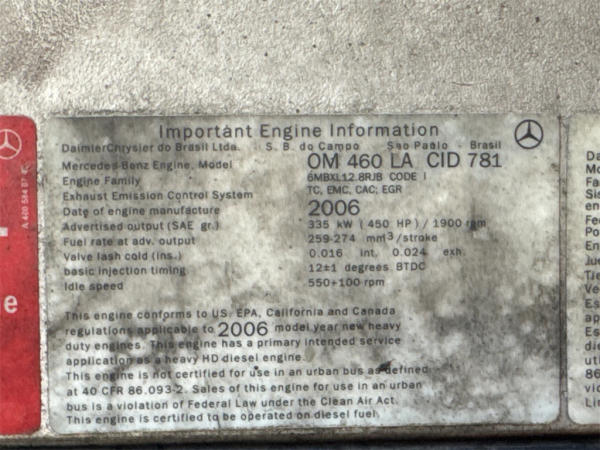 Important Engine Information
DaimlerChrysler do Brasil Ltda. S. B. do Campo Sao Paulo - Brasil
Mercedes-Benz Engine, Model OM 460 LA CID 781
Engine Family 6MBXL12.8RJB CODE I
Exhaust Emission Control System TC, EMC, CAC; EGR
Date of engine manufacture 2006
Advertised output (SAE gr.) 335 kW ( 450 HP ) / 1900 rpm
Fuel rate at adv. output 259-274 mm³/stroke
Valve lash cold (ins.) 0.016 int. 0.024 exh.
basic injection timing 12±1 degrees BTDC
Idle speed 550+100 rpm
This engine conforms to US. EPA, California and Canada
regulations applicable to 2006 model year new heavy
duty engines. This engine has a primary intended service
application as a heavy HD diesel engine.
This engine is not certified for use in an urban bus as defined
at 40 CFR 86.093-2. Sales of this engine for use in an urban
bus is a violation of Federal Law under the Clean Air Act.
This engine is certified to be operated on diesel fuel.
e